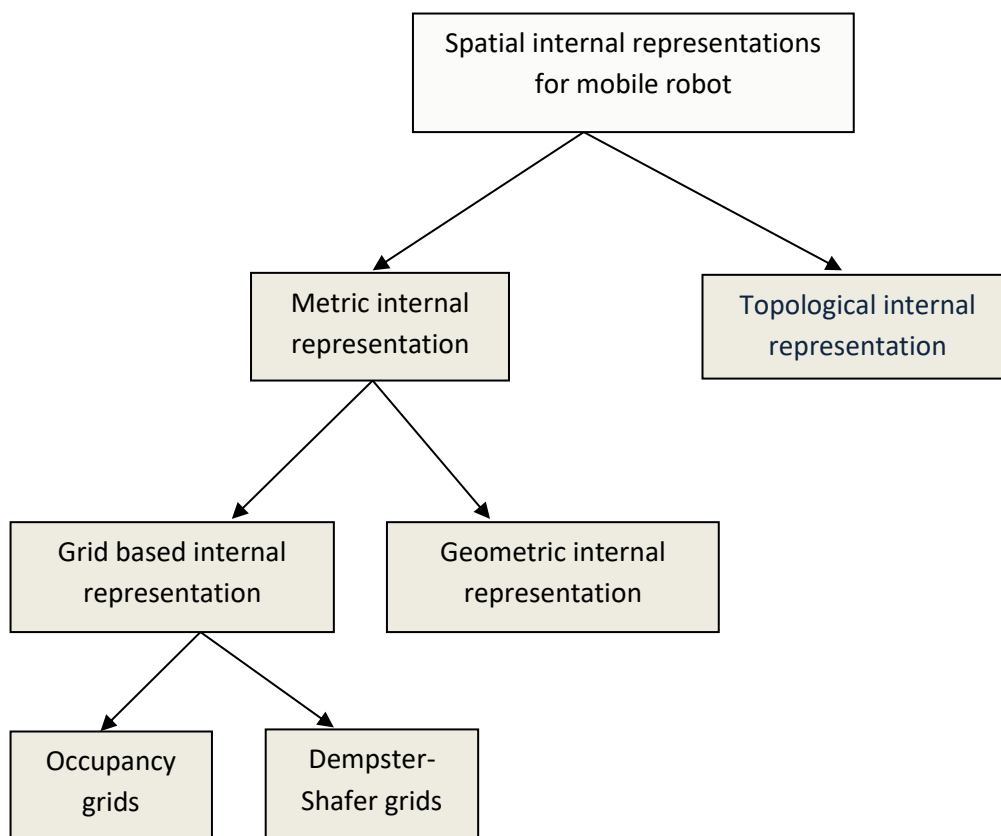 Spatial internal representations
for mobile robot
Metric internal
representation
Topological internal
representation
Grid based internal
representation
Geometric internal
representation
Occupancy
grids
Dempster-
Shafer grids